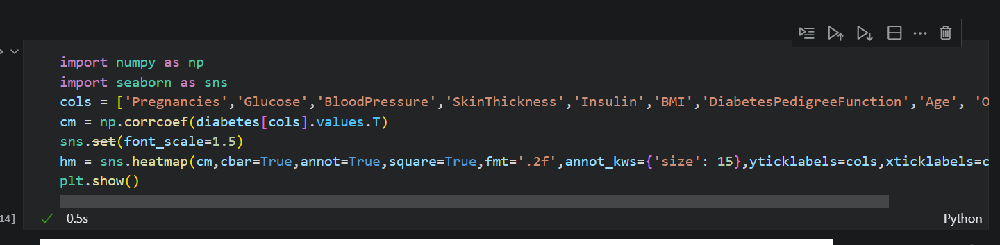 import numpy as np
import seaborn as sns
cols = ['Pregnancies','Glucose','BloodPressure','SkinThickness','Insulin','BMI','DiabetesPedigreeFunction','Age', 'O
cm = np.corrcoef(diabetes[cols].values.T)
sns.set(font_scale=1.5)
hm = sns.heatmap(cm,cbar=True,annot=True,square=True,fmt='.2f',annot_kws={'size': 15},yticklabels=cols,xticklabels=c
plt.show()
14]
0.5s
Python